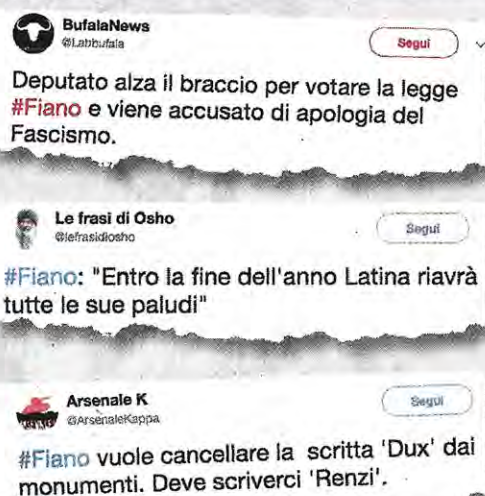 BufalaNews
@Labbufala
Segui
Deputato alza il braccio per votare la legge
#Fiano e viene accusato di apologia del
Fascismo.
Le frasi di Osho
@lefrasidiosho
Segui
#Fiano: "Entro la fine dell'anno Latina riavrà
tutte le sue paludi"
Arsenale K
@ArsenaleKappa
Segui
#Fiano vuole cancellare la scritta 'Dux' dai
monumenti. Deve scriverci 'Renzi'.